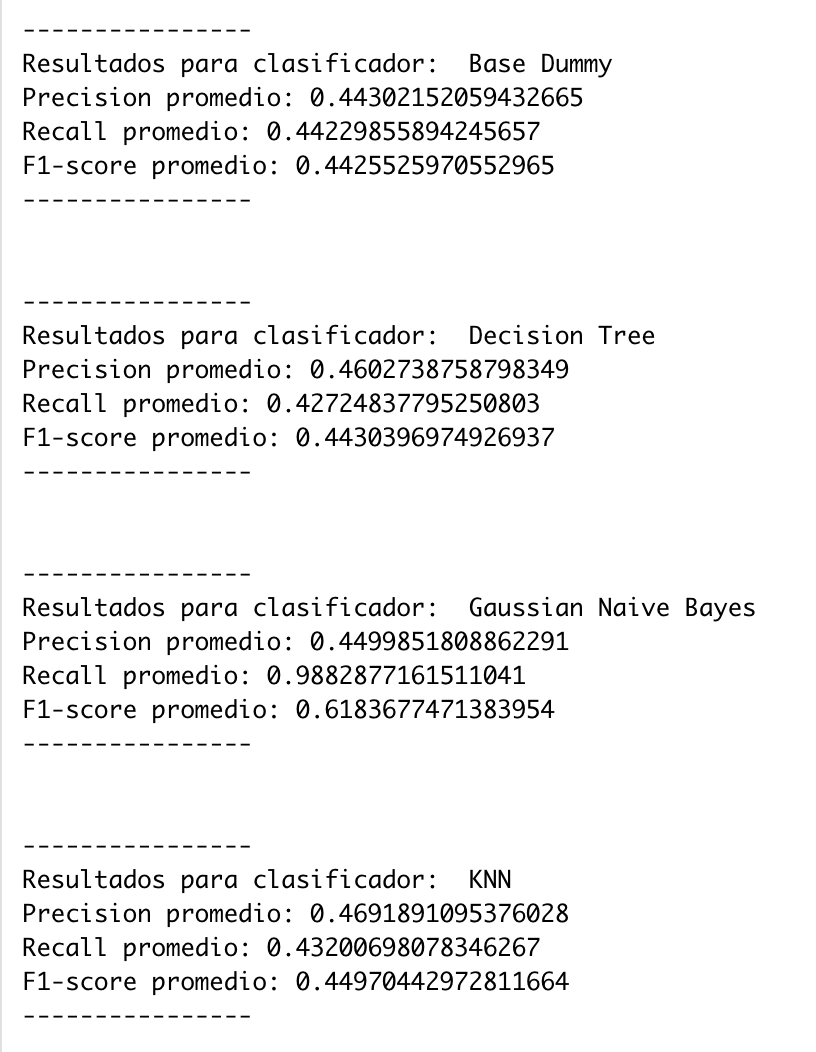 ----------------
Resultados para clasificador:  Base Dummy
Precision promedio: 0.44302152059432665
Recall promedio: 0.44229855894245657
F1-score promedio: 0.4425525970552965
----------------
----------------
Resultados para clasificador:  Decision Tree
Precision promedio: 0.4602738758798349
Recall promedio: 0.42724837795250803
F1-score promedio: 0.4430396974926937
----------------
----------------
Resultados para clasificador:  Gaussian Naive Bayes
Precision promedio: 0.4499851808862291
Recall promedio: 0.9882877161511041
F1-score promedio: 0.6183677471383954
----------------
----------------
Resultados para clasificador:  KNN
Precision promedio: 0.4691891095376028
Recall promedio: 0.43200698078346267
F1-score promedio: 0.44970442972811664
----------------